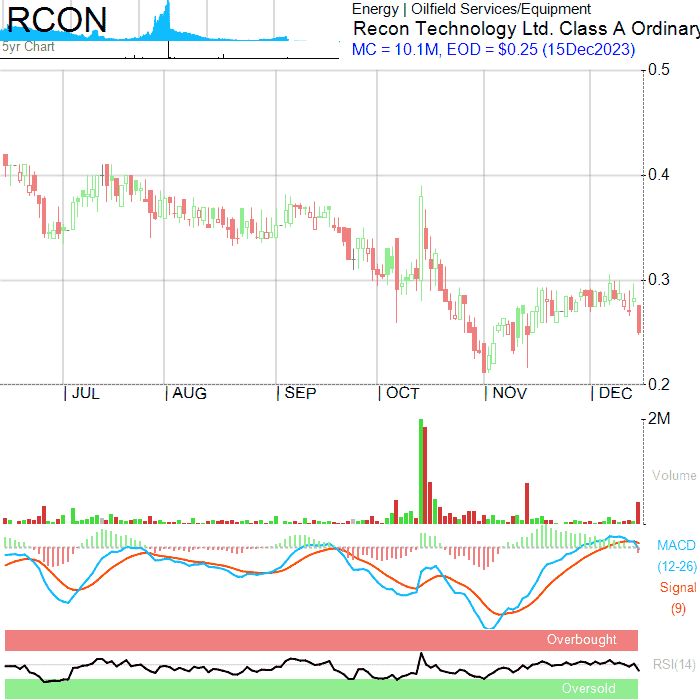 RCON
5yr Chart
Energy | Oilfield Services/Equipment
Recon Technology Ltd. Class A Ordinary
MC = 10.1M, EOD = $0.25 (15Dec2023)
0.5
0.4
0.3
0.2
JUL AUG SEP OCT NOV DEC
2M
Volume
MACD
(12-26)
Signal
(9)
Overbought
RSI(14)
Oversold